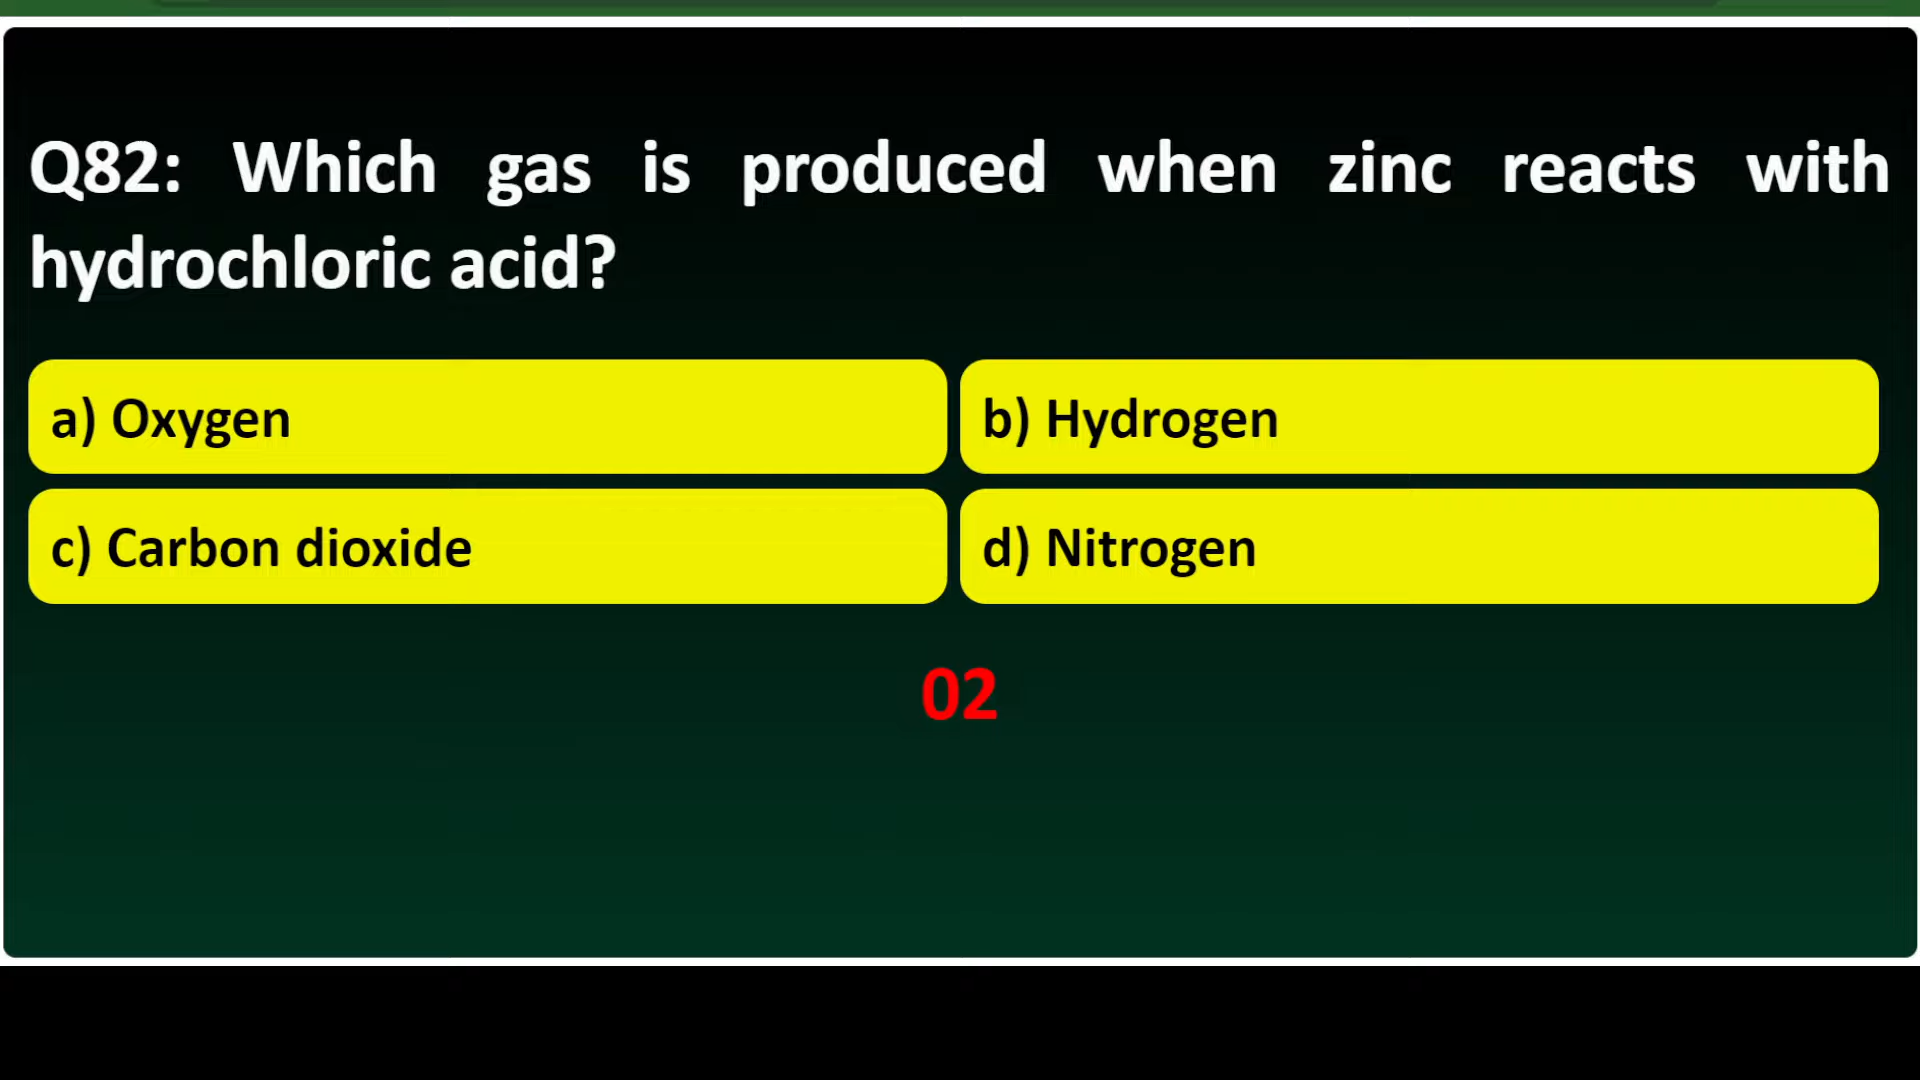 Q82: Which gas is produced when zinc reacts with
hydrochloric acid?
a) Oxygen
b) Hydrogen
c) Carbon dioxide
d) Nitrogen
02